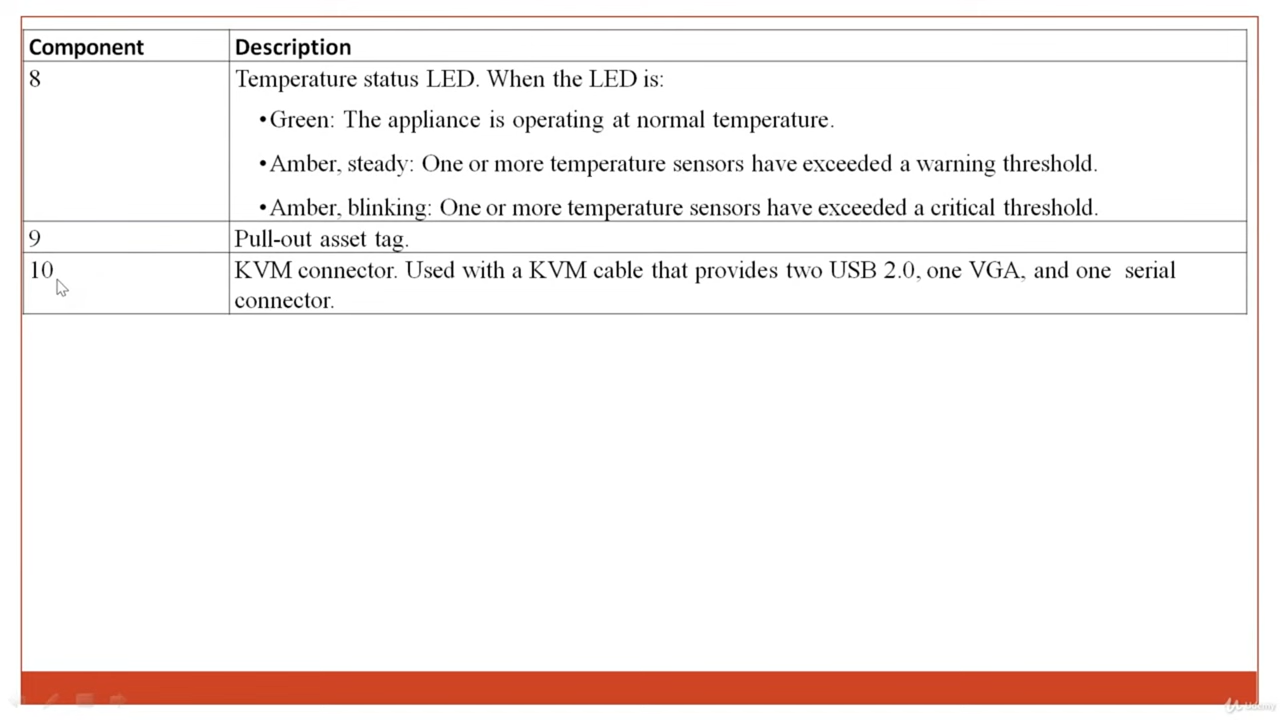 Component Description
8 Temperature status LED. When the LED is:
•Green: The appliance is operating at normal temperature.
•Amber, steady: One or more temperature sensors have exceeded a warning threshold.
•Amber, blinking: One or more temperature sensors have exceeded a critical threshold.
9 Pull-out asset tag.
10 KVM connector. Used with a KVM cable that provides two USB 2.0, one VGA, and one serial
connector.
Udemy